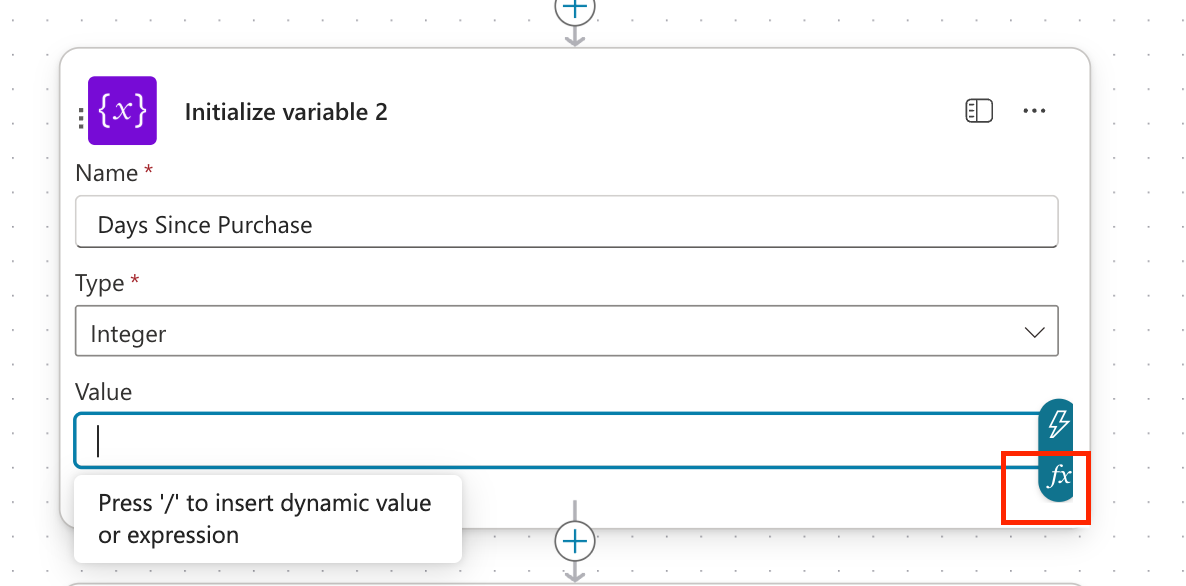 {x}
Initialize variable 2
Name *
Days Since Purchase
Type *
Integer
Value
fx
Press '/' to insert dynamic value
or expression